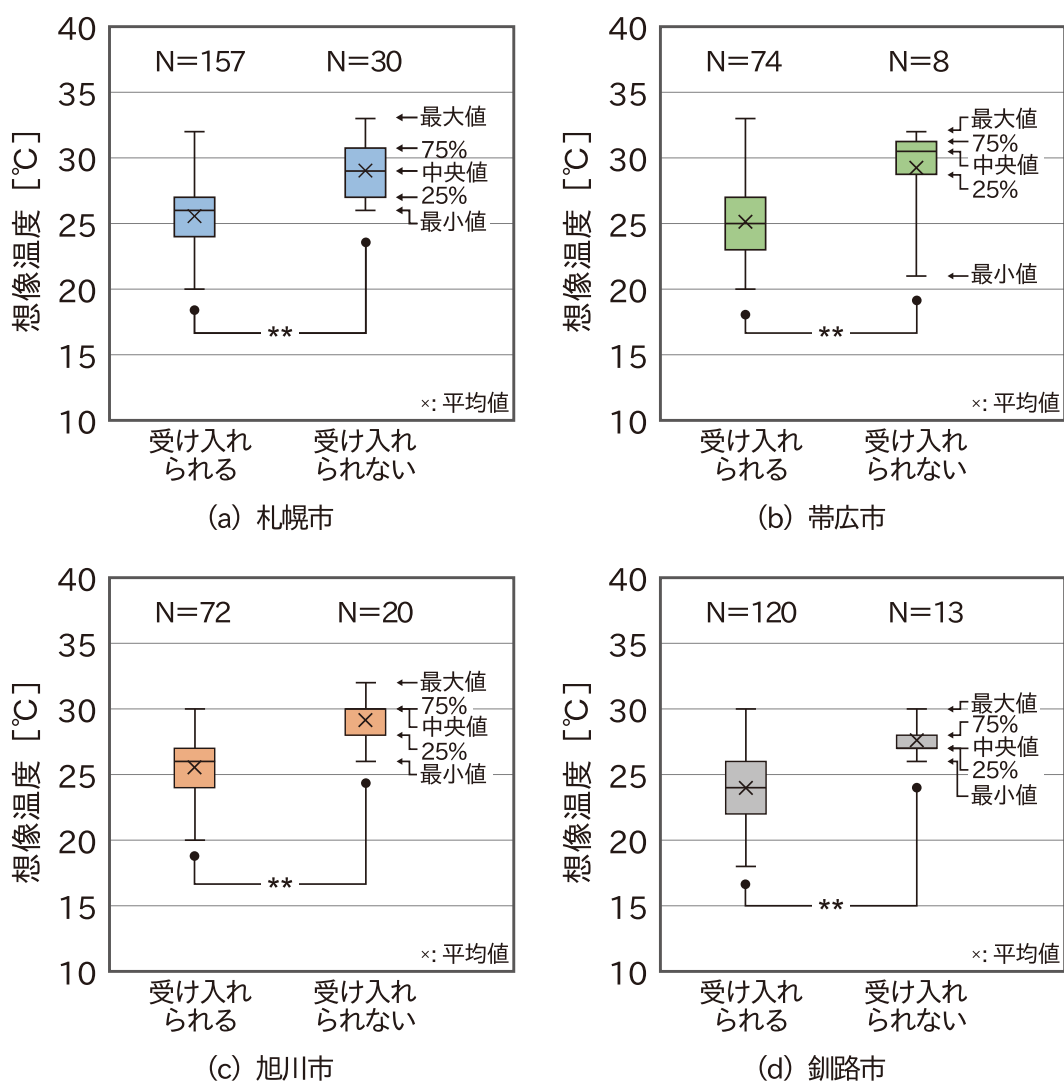 想像温度 [℃]
40
35
30
25
20
15
10
N=157
N=30
最大値
75%
中央値
25%
最小値
**
×: 平均値
受け入れ
られる
受け入れ
られない
(a) 札幌市
想像温度 [℃]
40
35
30
25
20
15
10
N=74
N=8
最大値
75%
中央値
25%
最小値
**
×: 平均値
受け入れ
られる
受け入れ
られない
(b) 帯広市
想像温度 [℃]
40
35
30
25
20
15
10
N=72
N=20
最大値
75%
中央値
25%
最小値
**
×: 平均値
受け入れ
られる
受け入れ
られない
(c) 旭川市
想像温度 [℃]
40
35
30
25
20
15
10
N=120
N=13
最大値
75%
中央値
25%
最小値
**
×: 平均値
受け入れ
られる
受け入れ
られない
(d) 釧路市